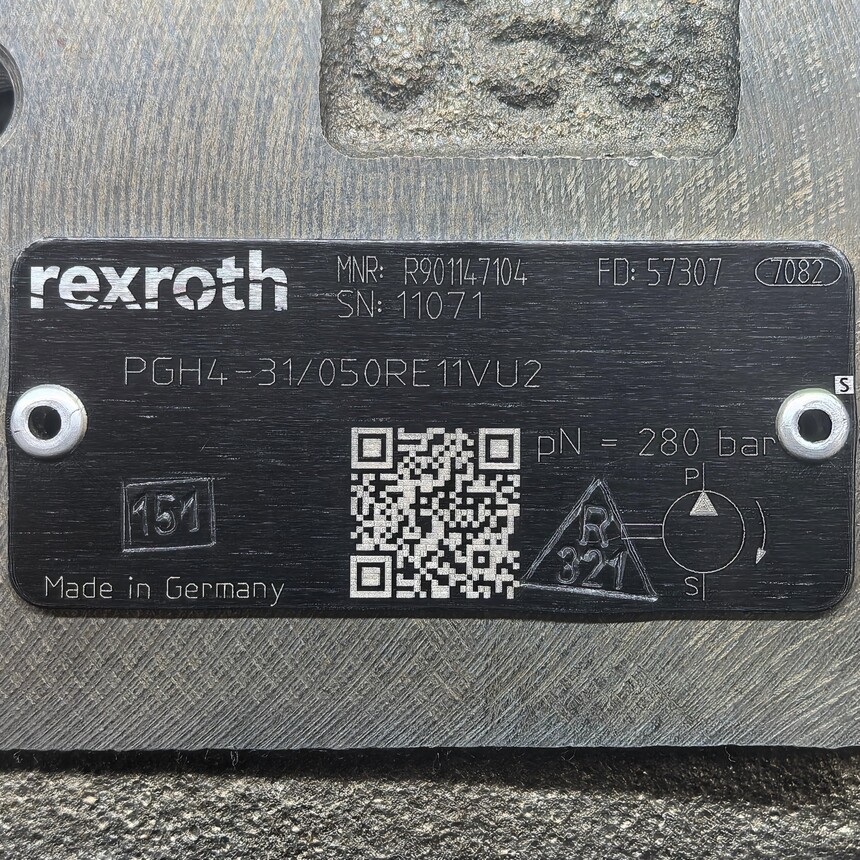 rexroth
MNR: R901147104 FD: 57307 7082
SN: 11071
PGH4-31/050RE11VU2
S
pN = 280 bar
P
151
R
321
S
Made in Germany